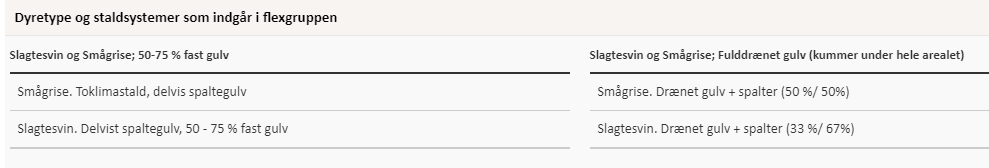 Dyretype og staldsystemer som indgår i flexgruppen
Slagtesvin og Smågrise; 50-75 % fast gulv
Slagtesvin og Smågrise; Fulddrænet gulv (kummer under hele arealet)
Smågrise. Toklimastald, delvis spaltegulv
Smågrise. Drænet gulv + spalter (50 %/ 50%)
Slagtesvin. Delvist spaltegulv, 50 - 75 % fast gulv
Slagtesvin. Drænet gulv + spalter (33 %/ 67%)